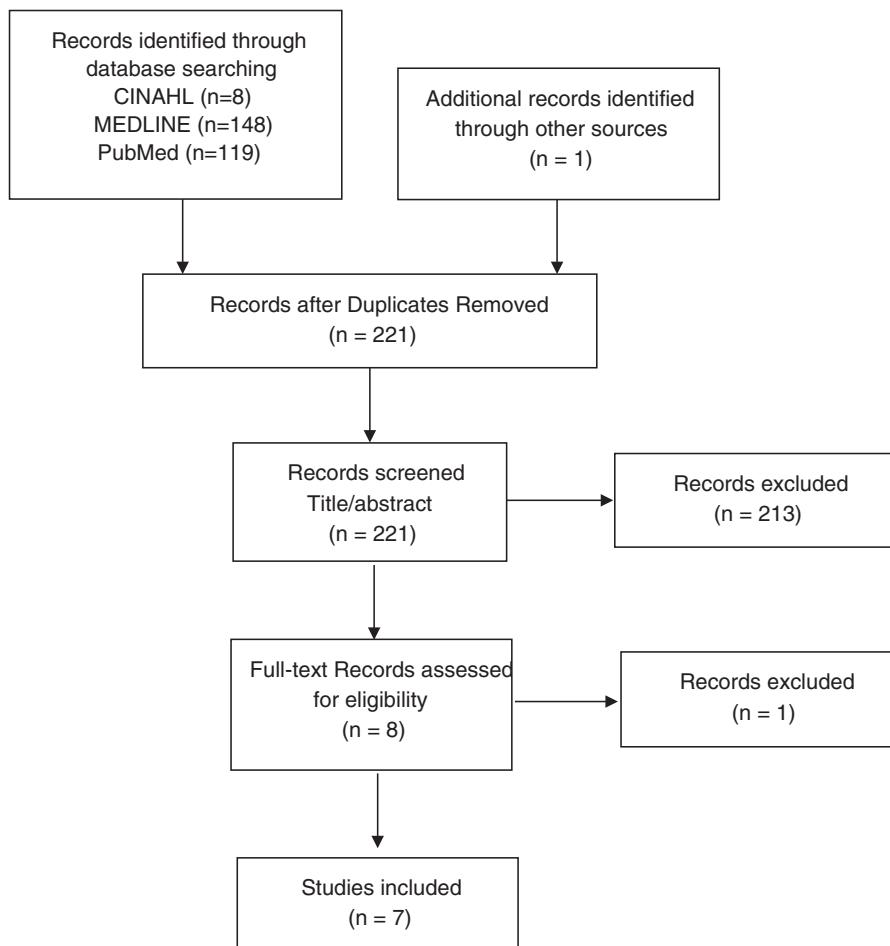 Records identified through
database searching
CINAHL (n=8)
MEDLINE (n=148)
PubMed (n=119)
Additional records identified
through other sources
(n = 1)
Records after Duplicates Removed
(n = 221)
Records screened
Title/abstract
(n = 221)
Records excluded
(n = 213)
Full-text Records assessed
for eligibility
(n = 8)
Records excluded
(n = 1)
Studies included
(n = 7)